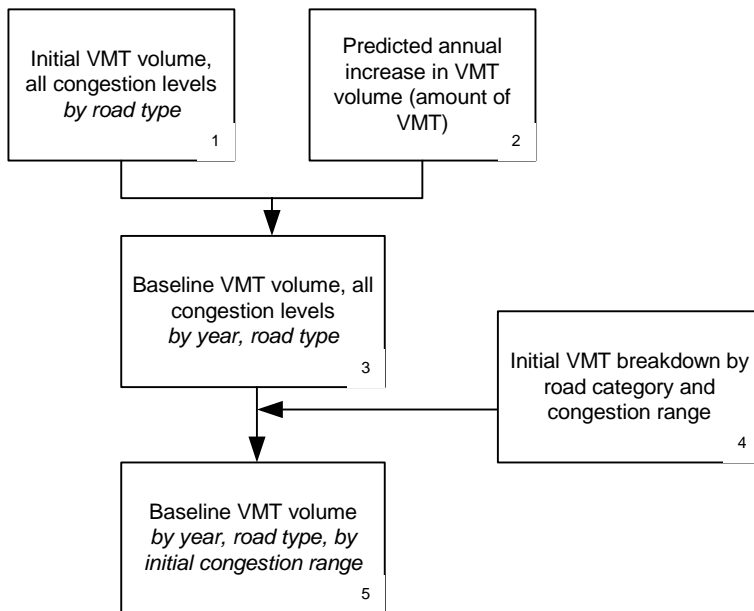 Initial VMT volume,
all congestion levels
by road type
1
Predicted annual
increase in VMT
volume (amount of
VMT)
2
Baseline VMT volume, all
congestion levels
by year, road type
3
Initial VMT breakdown by
road category and
congestion range
4
Baseline VMT volume
by year, road type, by
initial congestion range
5